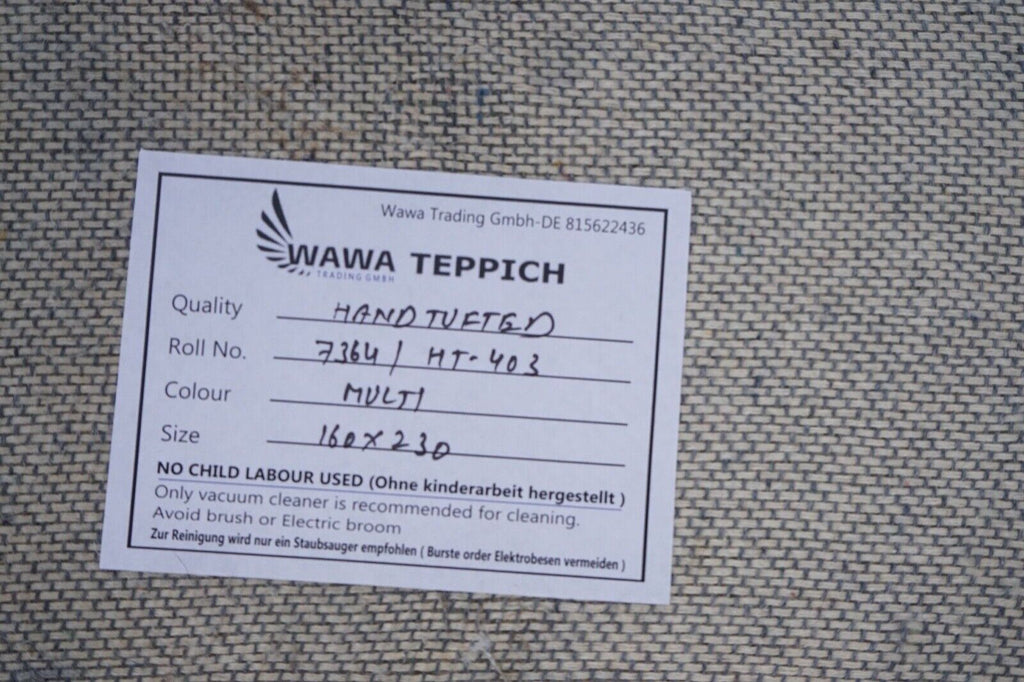 Wawa Trading Gmbh-DE 815622436
WAWA TEPPICH
TRADING GMBH
Quality HANDTUFTED
Roll No. 7364 / HT-403
Colour MULTI
Size 160X230
NO CHILD LABOUR USED (Ohne kinderarbeit hergestellt )
Only vacuum cleaner is recommended for cleaning.
Avoid brush or Electric broom
Zur Reinigung wird nur ein Staubsauger empfohlen ( Burste order Elektrobesen vermeiden )